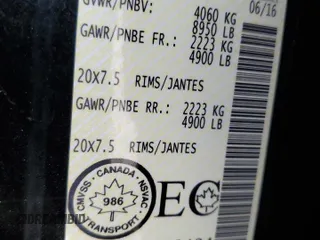 GVWR/PNBV: 4060 KG 06/16
8950 LB
GAWR/PNBE FR.: 2223 KG
4900 LB
20X7.5 RIMS/JANTES
GAWR/PNBE RR.: 2223 KG
4900 LB
20X7.5 RIMS/JANTES
CMVSS · CANADA · NSVAC
986
TRANSPORT
EC